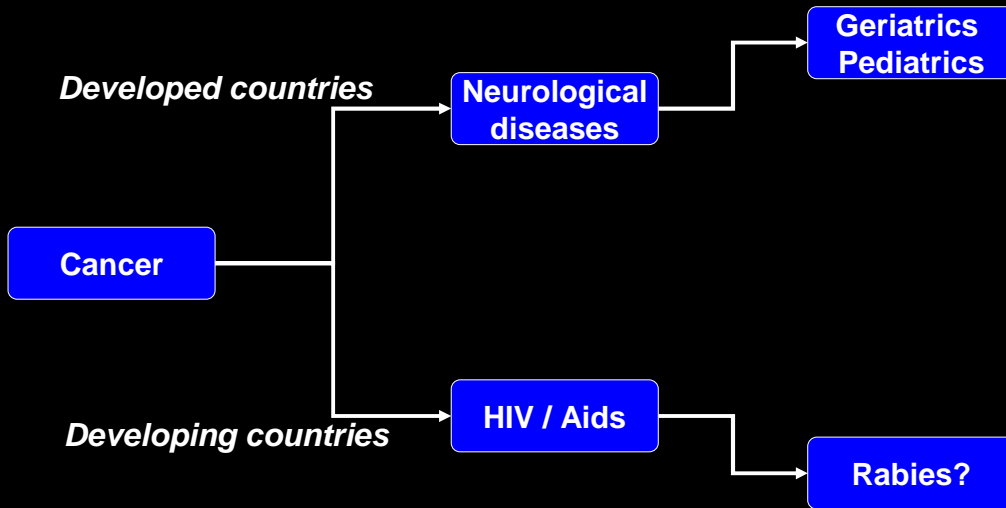 Geriatrics
Pediatrics
Developed countries
Neurological
diseases
Cancer
HIV / Aids
Developing countries
Rabies?